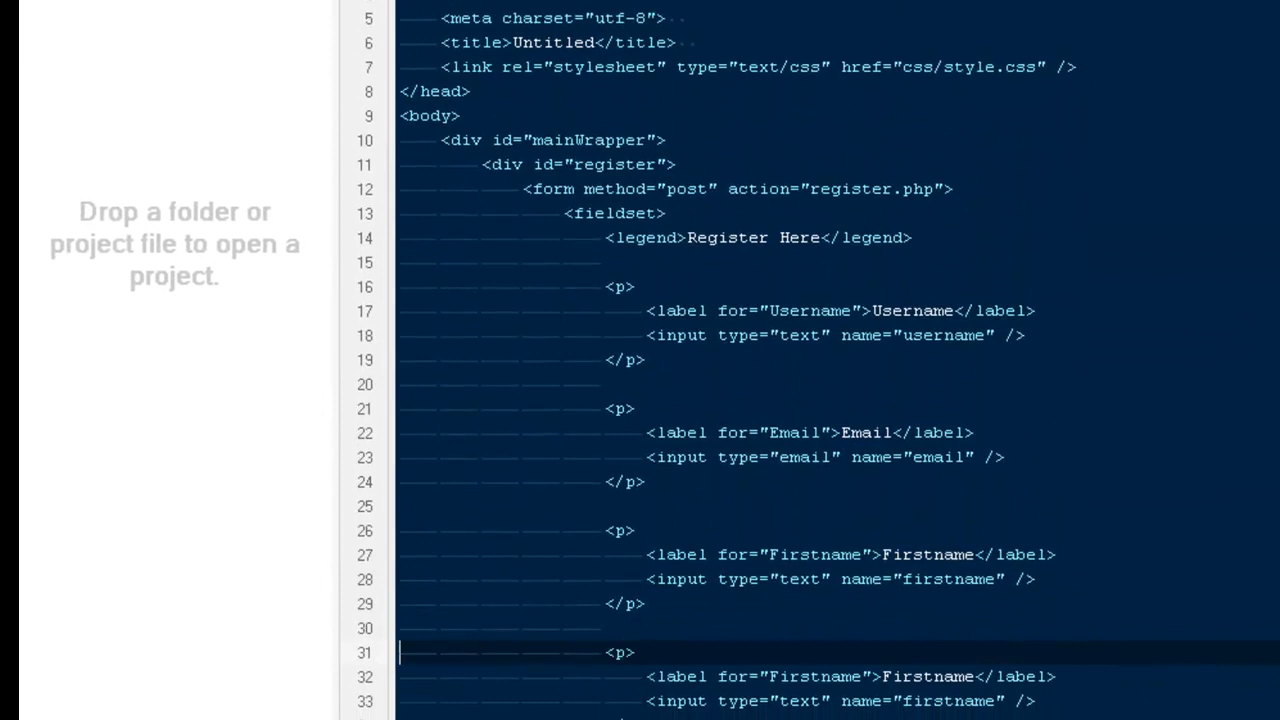 Drop a folder or
project file to open a
project.
5 <meta charset="utf-8">
6 <title>Untitled</title>
7 <link rel="stylesheet" type="text/css" href="css/style.css" />
8 </head>
9 <body>
10 <div id="mainWrapper">
11 <div id="register">
12 <form method="post" action="register.php">
13 <fieldset>
14 <legend>Register Here</legend>
15
16 <p>
17 <label for="Username">Username</label>
18 <input type="text" name="username" />
19 </p>
20
21 <p>
22 <label for="Email">Email</label>
23 <input type="email" name="email" />
24 </p>
25
26 <p>
27 <label for="Firstname">Firstname</label>
28 <input type="text" name="firstname" />
29 </p>
30
31 <p>
32 <label for="Firstname">Firstname</label>
33 <input type="text" name="firstname" />